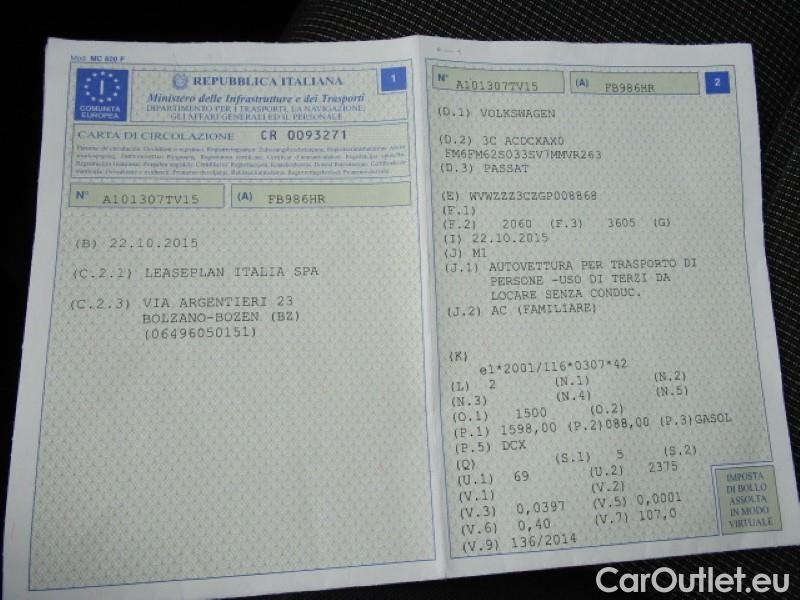 Mod. MC 820 F
I
COMUNITÀ
EUROPEA
REPUBBLICA ITALIANA
1
Ministero delle Infrastrutture e dei Trasporti
DIPARTIMENTO PER I TRASPORTI, LA NAVIGAZIONE,
GLI AFFARI GENERALI ED IL PERSONALE
CARTA DI CIRCOLAZIONE CR 0093271
N° A101307TV15 (A) FB986HR
(B) 22.10.2015
(C.2.1) LEASEPLAN ITALIA SPA
(C.2.3) VIA ARGENTIERI 23
BOLZANO-BOZEN (BZ)
(06496050151)
N° A101307TV15 (A) FB986HR 2
(D.1) VOLKSWAGEN
(D.2) 3C ACDCXAX0
FM6FM62S033SV7MMVR263
(D.3) PASSAT
(E) WVWZZZ3CZGP008868
(F.1)
(F.2) 2060 (F.3) 3605 (G)
(I) 22.10.2015
(J) M1
(J.1) AUTOVETTURA PER TRASPORTO DI
PERSONE -USO DI TERZI DA
LOCARE SENZA CONDUC.
(J.2) AC (FAMILIARE)
(K)
e1*2001/116*0307*42
(L) 2 (N.1) (N.2)
(N.3) (N.4) (N.5)
(O.1) 1500 (O.2)
(P.1) 1598,00 (P.2)088,00 (P.3)GASOL
(P.5) DCX
(Q) (S.1) 5 (S.2)
(U.1) 69 (U.2) 2375
(V.1) (V.2)
(V.3) 0,0397 (V.5) 0,0001
(V.6) 0,40 (V.7) 107,0
(V.9) 136/2014
IMPOSTA
DI BOLLO
ASSOLTA
IN MODO
VIRTUALE
CarOutlet.eu